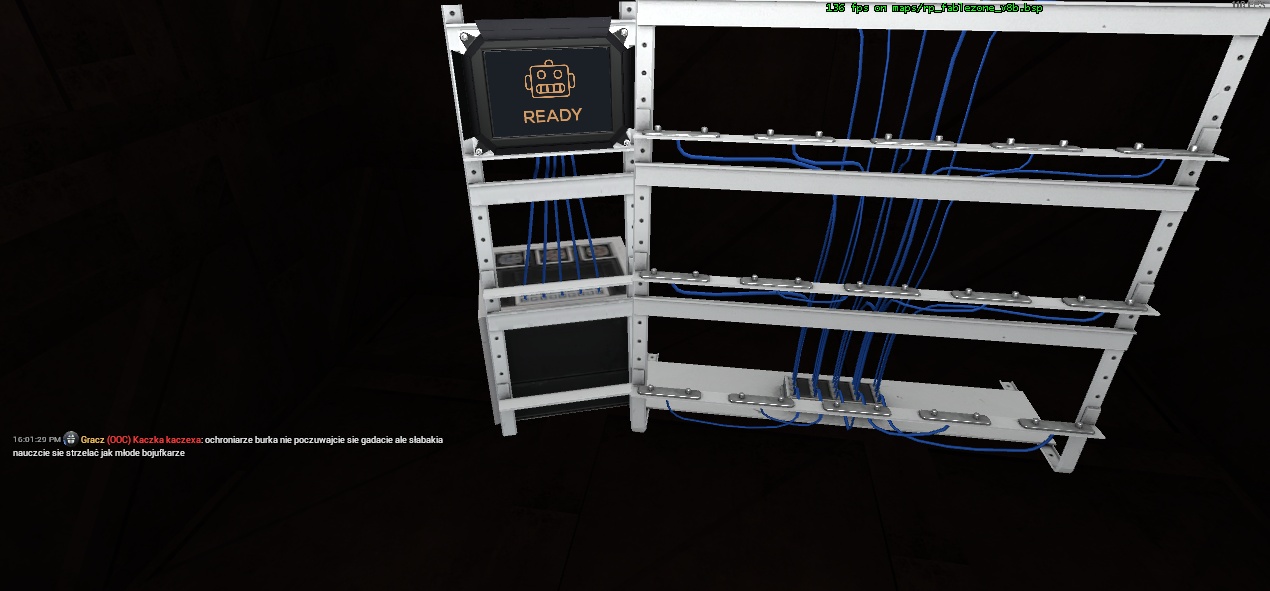 136 fps on maps/rp_fablezone_v8b.bsp
READY
16:01:29 PM Gracz (OOC) Kaczka kaczexa: ochroniarze burka nie poczuwajcie sie gadacie ale słabakia
nauczcie sie strzelać jak młode bojufkarze